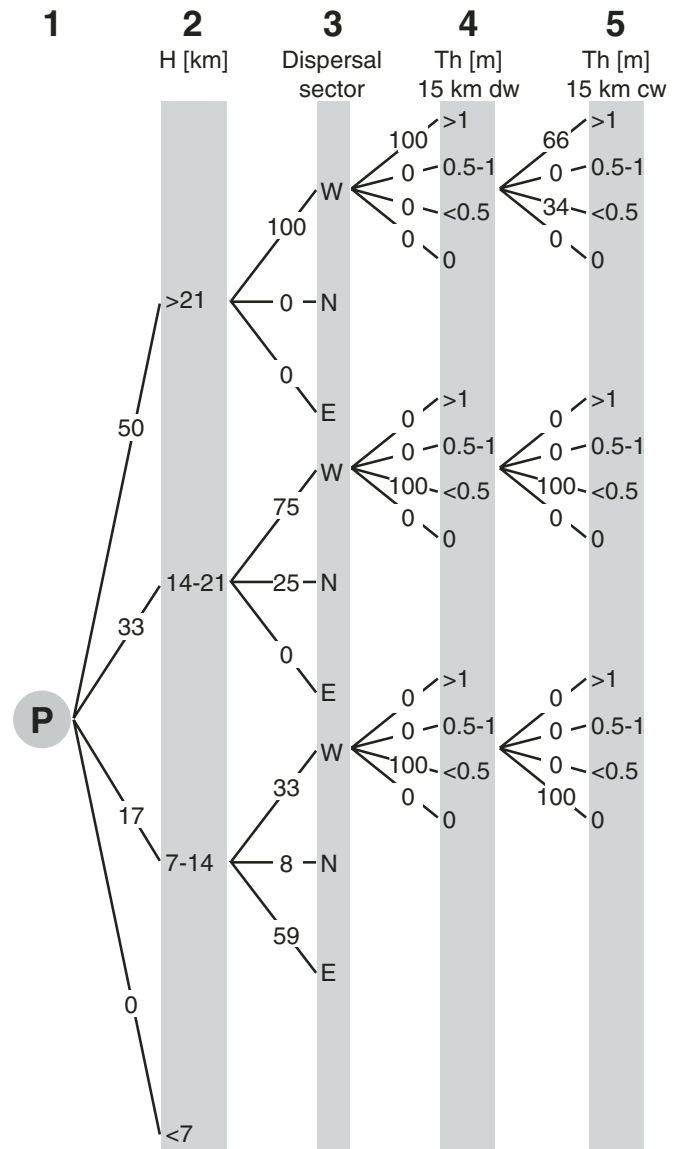 1 2 3 4 5
H [km] Dispersal sector Th [m] 15 km dw Th [m] 15 km cw
>1 >1
100 66
0.5-1 0.5-1
0 0
W
0 <0.5 34 <0.5
100
0 0
0 0
>21 0 N
0
>1 >1
E
0 0
50
0.5-1 0.5-1
0 0
W
100 <0.5 100 <0.5
75
0 0
0 0
14-21 25 N
33
0
>1 >1
E
0 0
P
0.5-1 0.5-1
0 0
W
100 <0.5 0 <0.5
33
0 100
17
0 0
7-14 8 N
59
E
0
<7